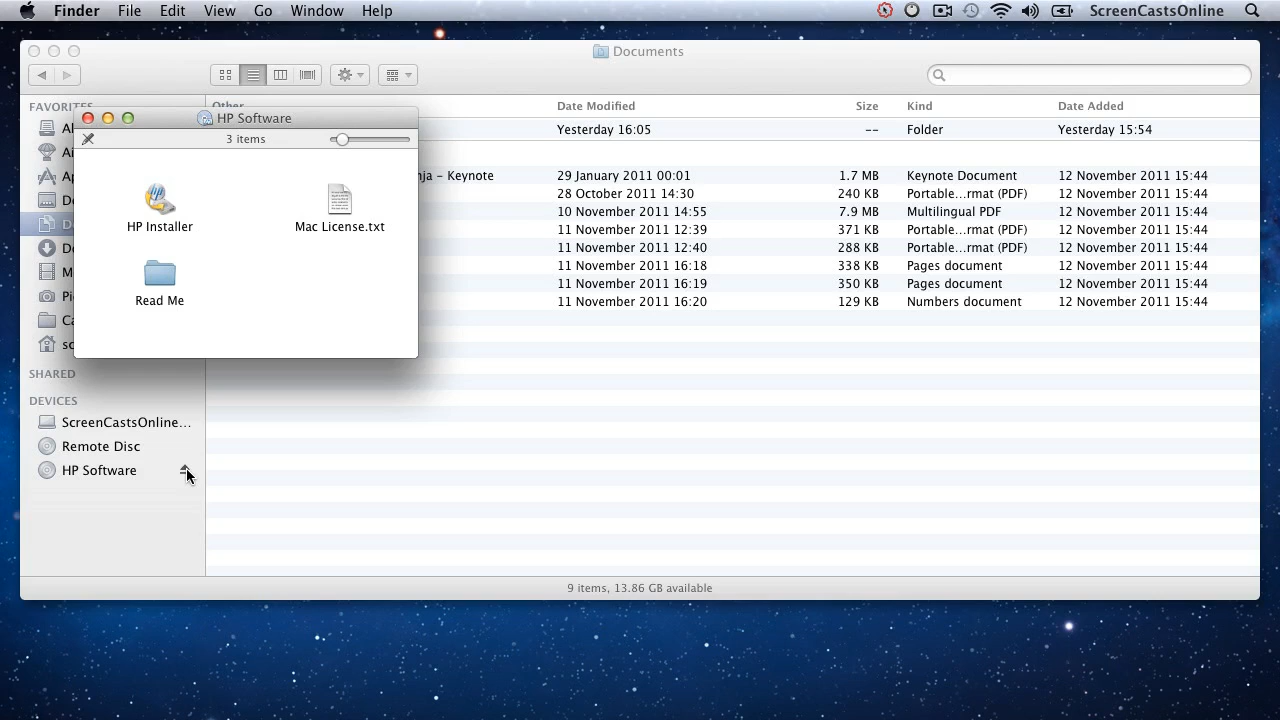 Finder File Edit View Go Window Help ScreenCastsOnline
Documents
FAVORITES
HP Software
3 items
HP Installer
Mac License.txt
Read Me
SHARED
DEVICES
ScreenCastsOnline…
Remote Disc
HP Software
Date Modified Size Kind Date Added
Yesterday 16:05 -- Folder Yesterday 15:54
nja – Keynote 29 January 2011 00:01 1.7 MB Keynote Document 12 November 2011 15:44
28 October 2011 14:30 240 KB Portable…rmat (PDF) 12 November 2011 15:44
10 November 2011 14:55 7.9 MB Multilingual PDF 12 November 2011 15:44
11 November 2011 12:39 371 KB Portable…rmat (PDF) 12 November 2011 15:44
11 November 2011 12:40 288 KB Portable…rmat (PDF) 12 November 2011 15:44
11 November 2011 16:18 338 KB Pages document 12 November 2011 15:44
11 November 2011 16:19 350 KB Pages document 12 November 2011 15:44
11 November 2011 16:20 129 KB Numbers document 12 November 2011 15:44
9 items, 13.86 GB available